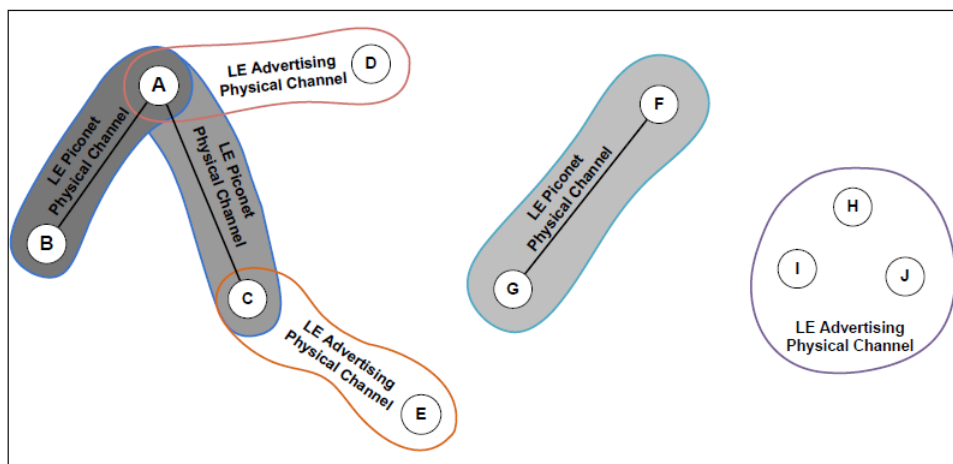 LE Advertising
Physical Channel
D
A
LE Piconet
Physical Channel
LE Piconet
Physical Channel
B
C
LE Advertising
Physical Channel
E
F
LE Piconet
Physical Channel
G
H
I
J
LE Advertising
Physical Channel